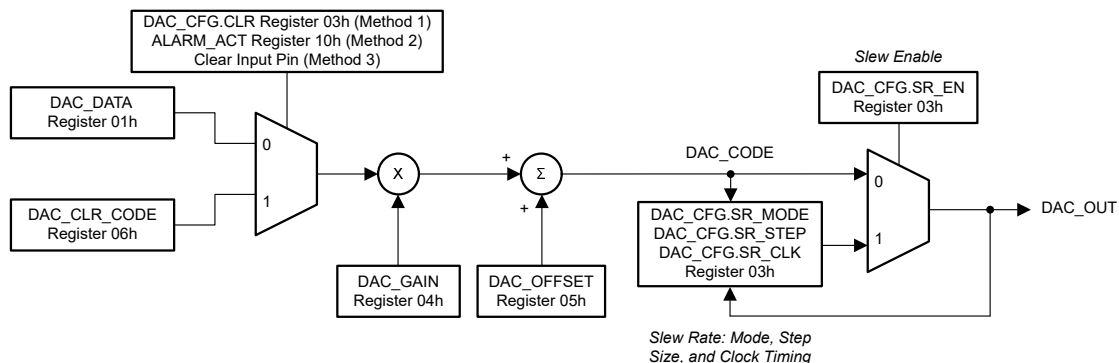 DAC_CFG.CLR Register 03h (Method 1)
ALARM_ACT Register 10h (Method 2)
Clear Input Pin (Method 3)
Slew Enable
DAC_CFG.SR_EN
Register 03h
DAC_DATA
Register 01h
0
1
DAC_CLR_CODE
Register 06h
X
+
Σ
+
DAC_CODE
0
1
DAC_OUT
DAC_CFG.SR_MODE
DAC_CFG.SR_STEP
DAC_CFG.SR_CLK
Register 03h
DAC_GAIN
Register 04h
DAC_OFFSET
Register 05h
Slew Rate: Mode, Step
Size, and Clock Timing